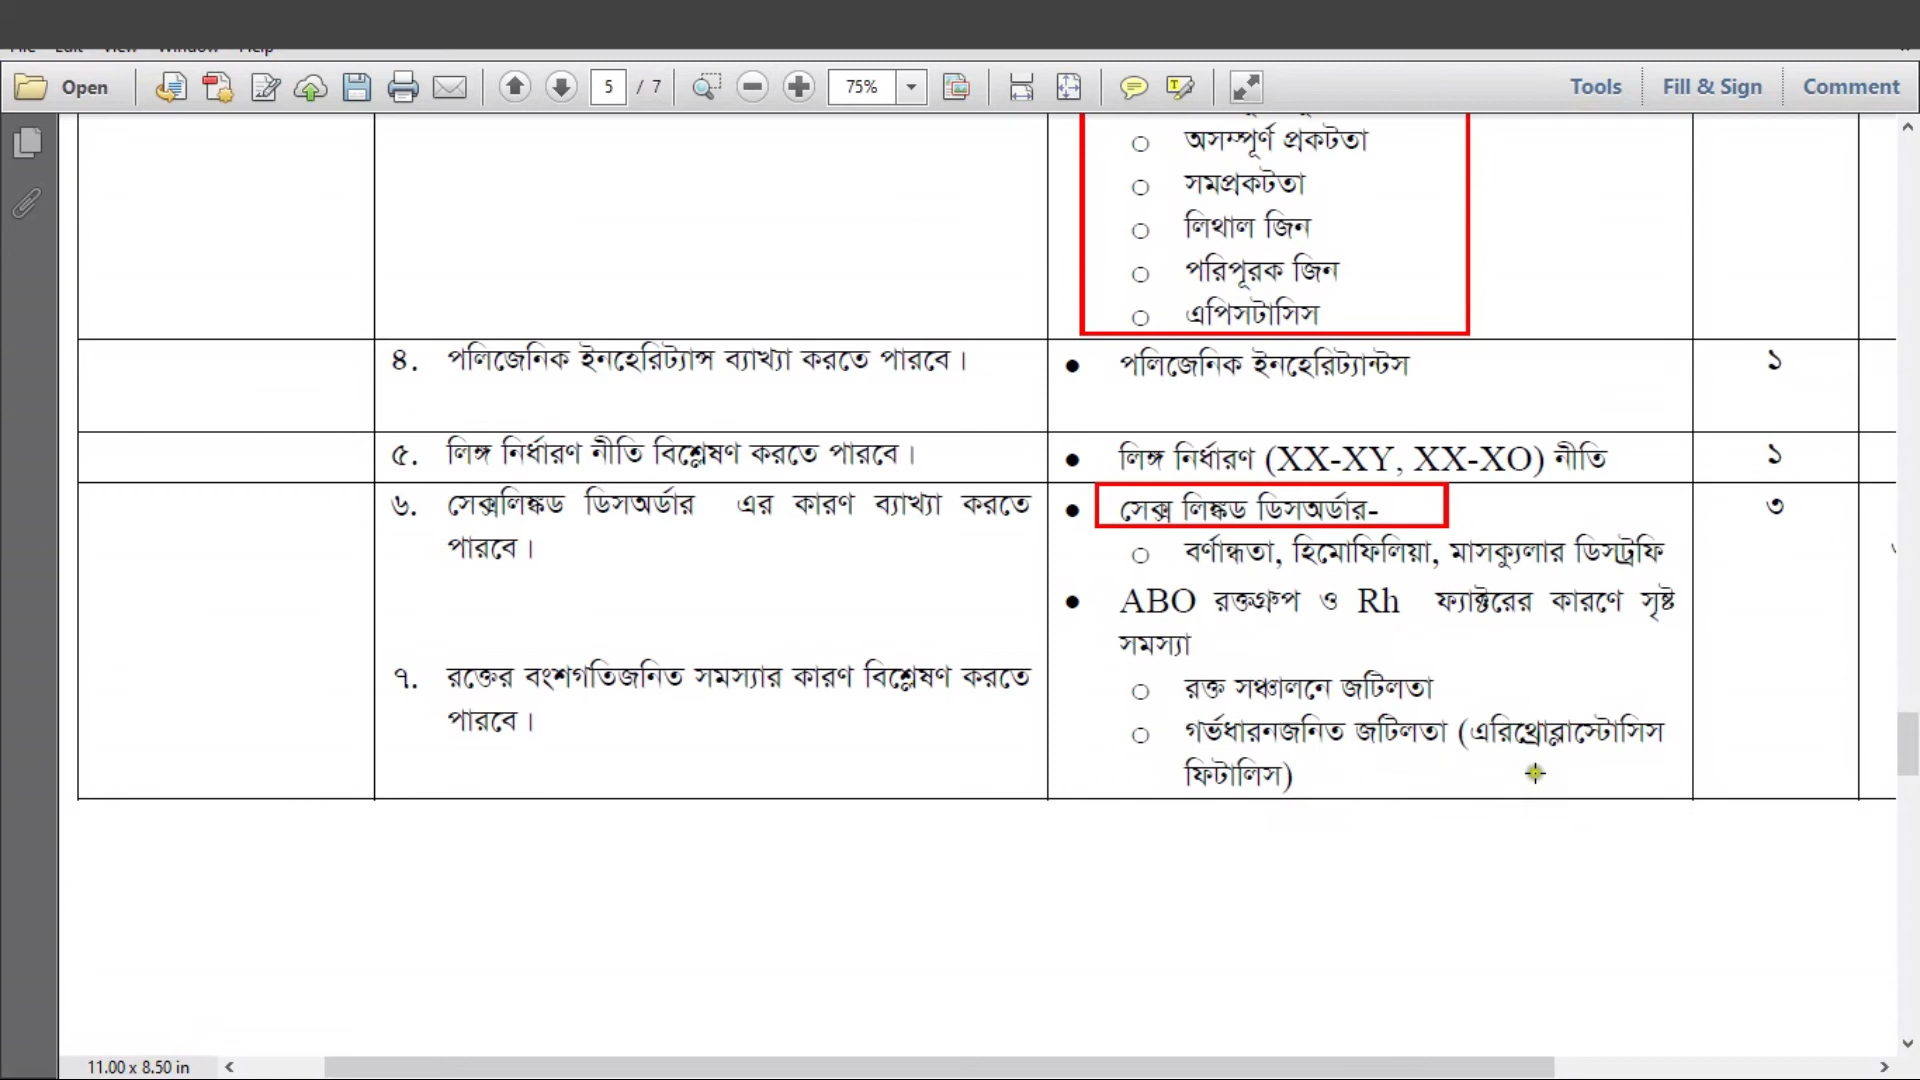 Open
5
/ 7
75%
Tools
Fill & Sign
Comment
○ অসম্পূর্ণ প্রকটতা
○ সমপ্রকটতা
○ লিথাল জিন
○ পরিপূরক জিন
○ এপিসটাসিস
৪. পলিজেনিক ইনহেরিট্যান্স ব্যাখ্যা করতে পারবে।
● পলিজেনিক ইনহেরিট্যান্টস
১
৫. লিঙ্গ নির্ধারণ নীতি বিশ্লেষণ করতে পারবে।
● লিঙ্গ নির্ধারণ (XX-XY, XX-XO) নীতি
১
৬. সেক্সলিঙ্কড ডিসঅর্ডার এর কারণ ব্যাখ্যা করতে
পারবে।
● সেক্স লিঙ্কড ডিসঅর্ডার-
৩
○ বর্ণান্ধতা, হিমোফিলিয়া, মাসক্যুলার ডিসট্রফি
● ABO রক্তগ্রুপ ও Rh ফ্যাক্টরের কারণে সৃষ্ট
সমস্যা
৭. রক্তের বংশগতিজনিত সমস্যার কারণ বিশ্লেষণ করতে
পারবে।
○ রক্ত সঞ্চালনে জটিলতা
○ গর্ভধারনজনিত জটিলতা (এরিথ্রোব্লাস্টোসিস
ফিটালিস)
11.00 x 8.50 in